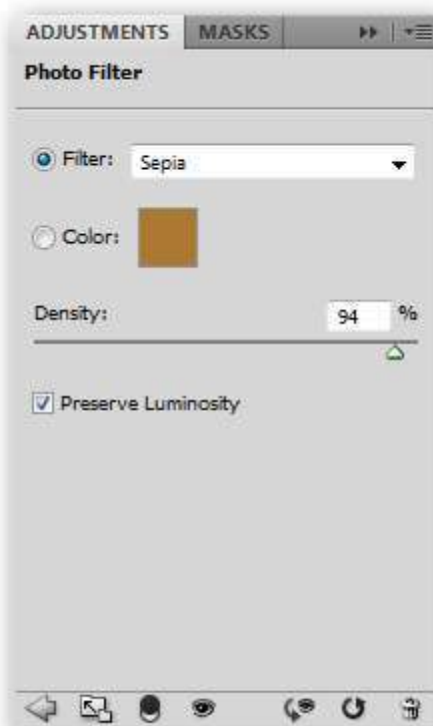 ADJUSTMENTS MASKS
Photo Filter
Filter: Sepia
Color:
Density: 94 %
Preserve Luminosity